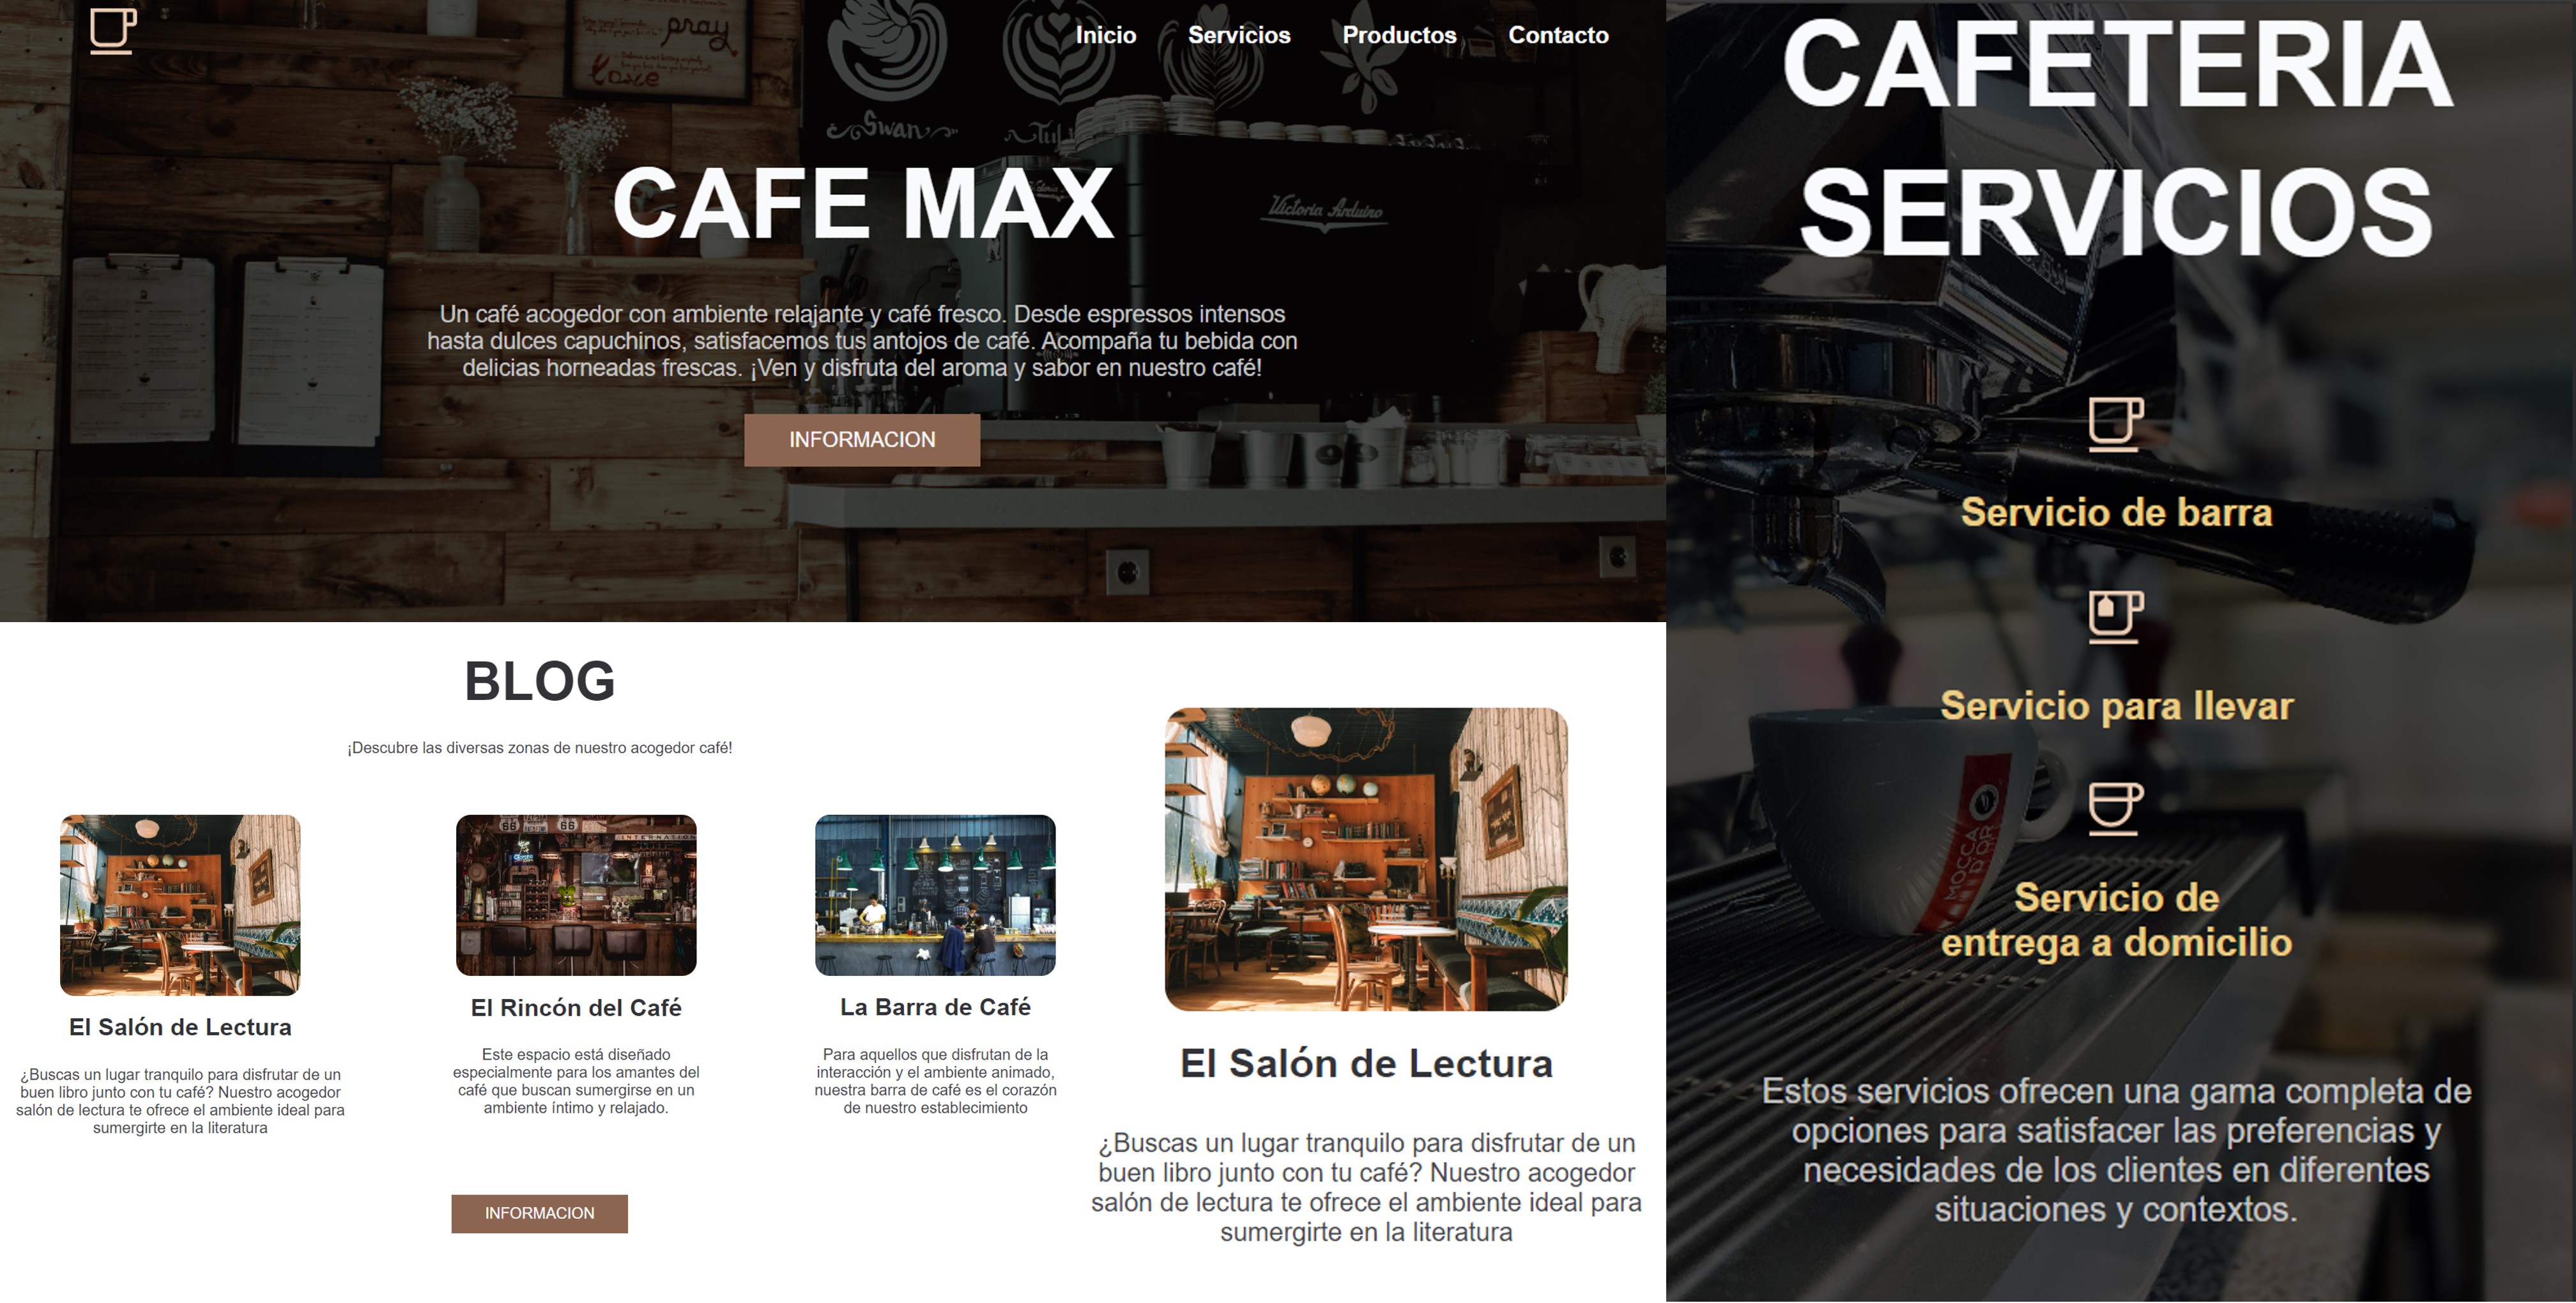 Inicio Servicios Productos Contacto
pray
love
Swan
Victoria Arduino
CAFE MAX
Un café acogedor con ambiente relajante y café fresco. Desde espressos intensos
hasta dulces capuchinos, satisfacemos tus antojos de café. Acompaña tu bebida con
delicias horneadas frescas. ¡Ven y disfruta del aroma y sabor en nuestro café!
INFORMACION
BLOG
¡Descubre las diversas zonas de nuestro acogedor café!
66
66
El Salón de Lectura
¿Buscas un lugar tranquilo para disfrutar de un
buen libro junto con tu café? Nuestro acogedor
salón de lectura te ofrece el ambiente ideal para
sumergirte en la literatura
El Rincón del Café
Este espacio está diseñado
especialmente para los amantes del
café que buscan sumergirse en un
ambiente íntimo y relajado.
La Barra de Café
Para aquellos que disfrutan de la
interacción y el ambiente animado,
nuestra barra de café es el corazón
de nuestro establecimiento
INFORMACION
El Salón de Lectura
¿Buscas un lugar tranquilo para disfrutar de un
buen libro junto con tu café? Nuestro acogedor
salón de lectura te ofrece el ambiente ideal para
sumergirte en la literatura
CAFETERIA
SERVICIOS
Servicio de barra
Servicio para llevar
MOCCA
Servicio de
entrega a domicilio
Estos servicios ofrecen una gama completa de
opciones para satisfacer las preferencias y
necesidades de los clientes en diferentes
situaciones y contextos.